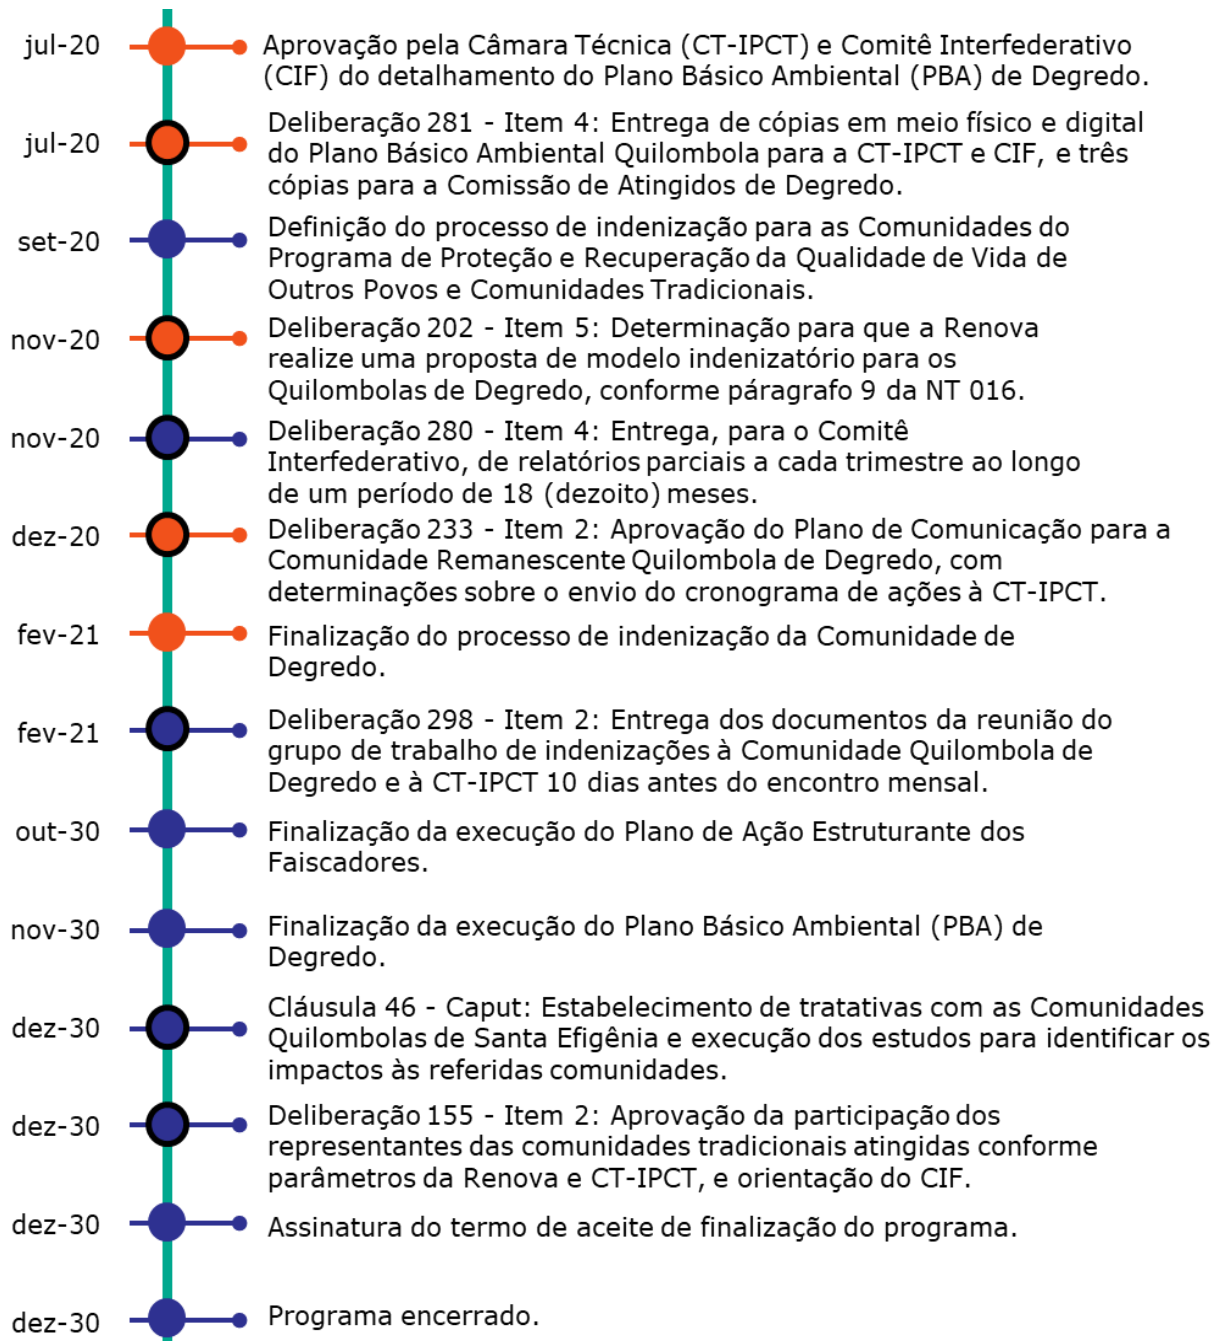 jul-20
Aprovação pela Câmara Técnica (CT-IPCT) e Comitê Interfederativo
(CIF) do detalhamento do Plano Básico Ambiental (PBA) de Degredo.
jul-20
Deliberação 281 - Item 4: Entrega de cópias em meio físico e digital
do Plano Básico Ambiental Quilombola para a CT-IPCT e CIF, e três
cópias para a Comissão de Atingidos de Degredo.
set-20
Definição do processo de indenização para as Comunidades do
Programa de Proteção e Recuperação da Qualidade de Vida de
Outros Povos e Comunidades Tradicionais.
nov-20
Deliberação 202 - Item 5: Determinação para que a Renova
realize uma proposta de modelo indenizatório para os
Quilombolas de Degredo, conforme páragrafo 9 da NT 016.
nov-20
Deliberação 280 - Item 4: Entrega, para o Comitê
Interfederativo, de relatórios parciais a cada trimestre ao longo
de um período de 18 (dezoito) meses.
dez-20
Deliberação 233 - Item 2: Aprovação do Plano de Comunicação para a
Comunidade Remanescente Quilombola de Degredo, com
determinações sobre o envio do cronograma de ações à CT-IPCT.
fev-21
Finalização do processo de indenização da Comunidade de
Degredo.
fev-21
Deliberação 298 - Item 2: Entrega dos documentos da reunião do
grupo de trabalho de indenizações à Comunidade Quilombola de
Degredo e à CT-IPCT 10 dias antes do encontro mensal.
out-30
Finalização da execução do Plano de Ação Estruturante dos
Faiscadores.
nov-30
Finalização da execução do Plano Básico Ambiental (PBA) de
Degredo.
dez-30
Cláusula 46 - Caput: Estabelecimento de tratativas com as Comunidades
Quilombolas de Santa Efigênia e execução dos estudos para identificar os
impactos às referidas comunidades.
dez-30
Deliberação 155 - Item 2: Aprovação da participação dos
representantes das comunidades tradicionais atingidas conforme
parâmetros da Renova e CT-IPCT, e orientação do CIF.
dez-30
Assinatura do termo de aceite de finalização do programa.
dez-30
Programa encerrado.